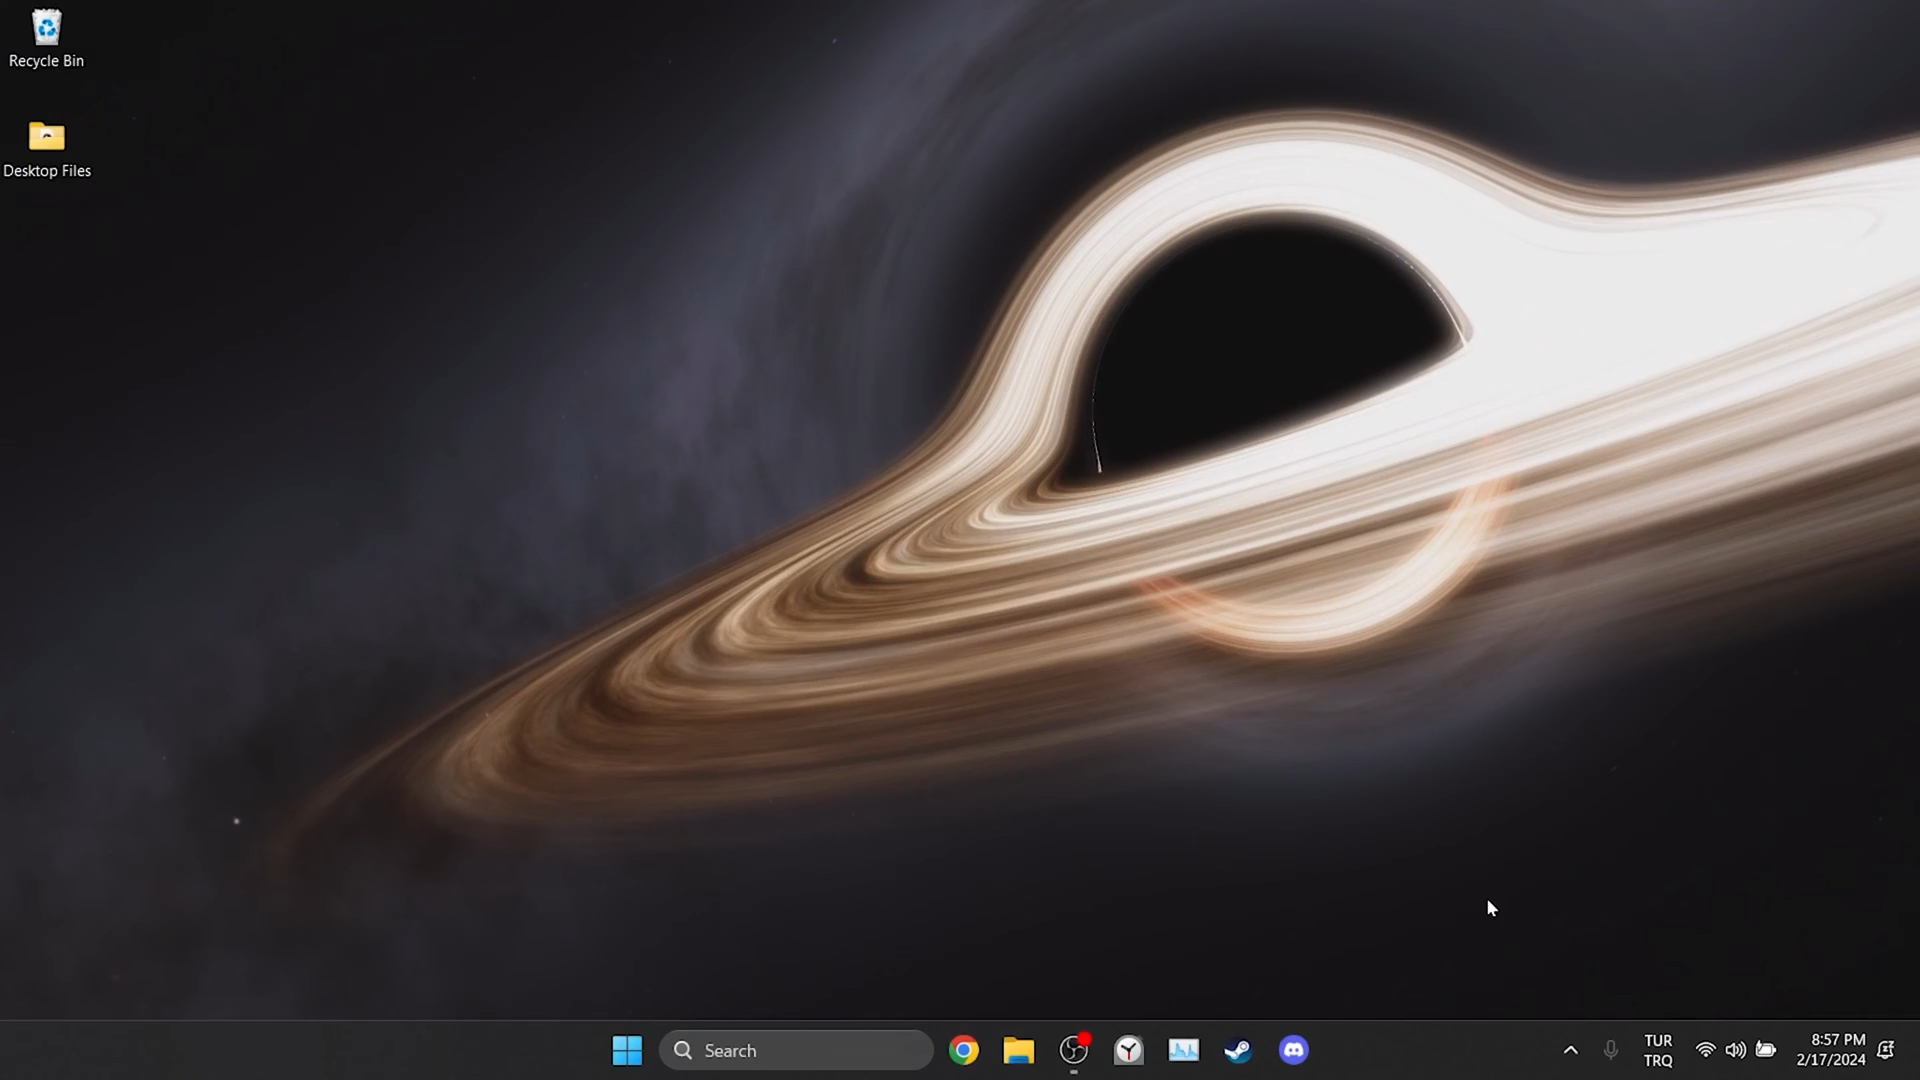 Recycle Bin
Desktop Files
Search
TUR
TRQ
8:57 PM
2/17/2024